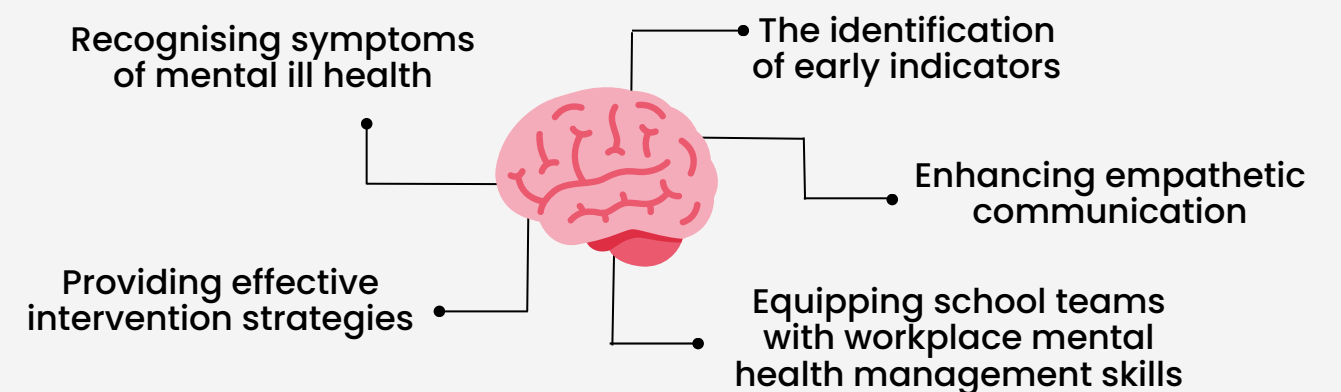 Recognising symptoms
of mental ill health
The identification
of early indicators
Enhancing empathetic
communication
Providing effective
intervention strategies
Equipping school teams
with workplace mental
health management skills